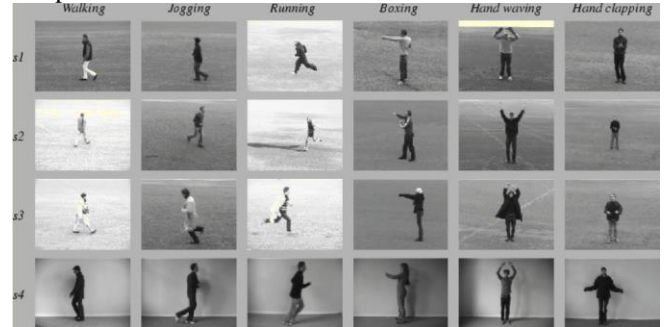 Walking Jogging Running Boxing Hand waving Hand clapping
s1
s2
s3
s4